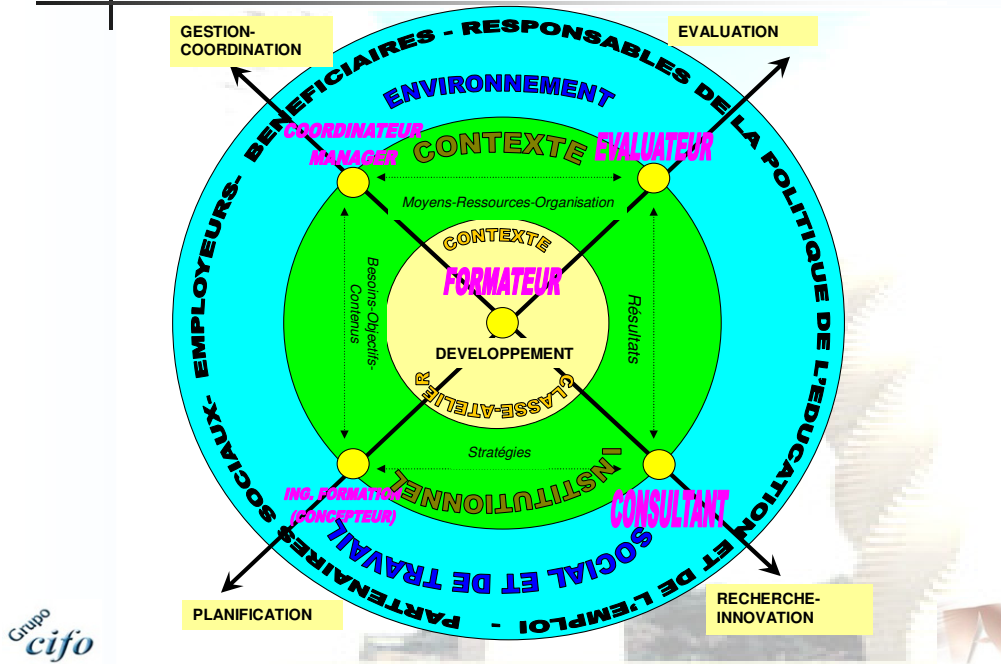 GESTION-
COORDINATION
EVALUATION
PARTENAIRES SOCIAUX- EMPLOYEURS- BENEFICIAIRES - RESPONSABLES DE LA POLITIQUE DE L'EDUCATION ET DE L'EMPLOI -
ENVIRONNEMENT
COORDINATEUR
MANAGER
CONTEXTE
EVALUATEUR
Moyens-Ressources-Organisation
CONTEXTE
FORMATEUR
Besoins-Objectifs-
Contenus
Résultats
DEVELOPPEMENT
CLASSE-ATELIER
Stratégies
INSTITUTIONNEL
ING. FORMATION
(CONCEPTEUR)
CONSULTANT
SOCIAL ET DE TRAVAIL
PLANIFICATION
RECHERCHE-
INNOVATION
Grupo
cifo